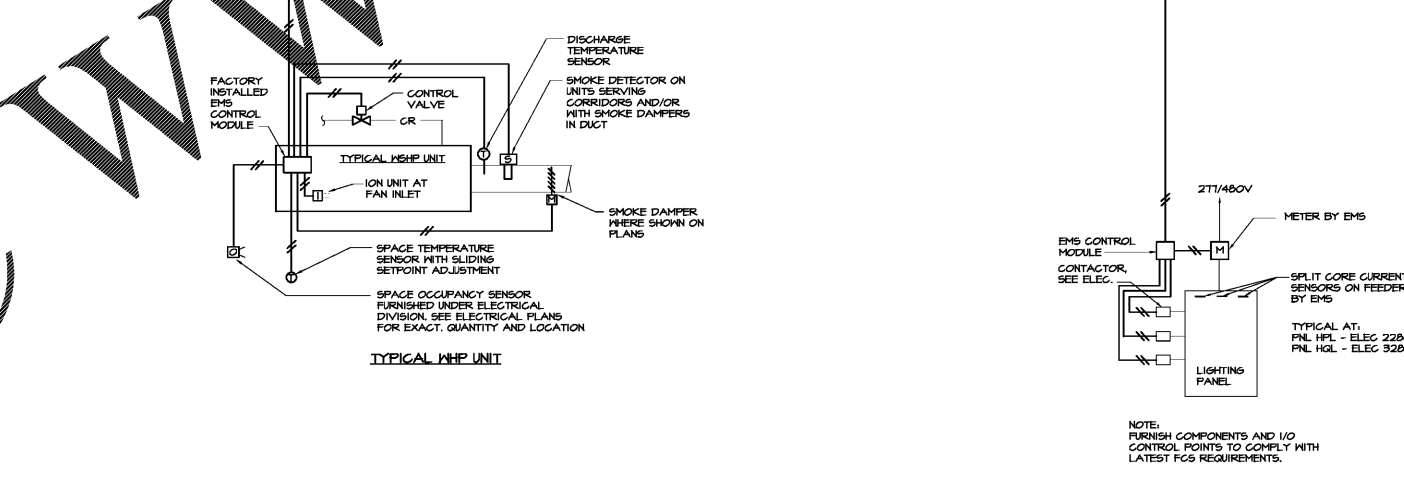 WW
DISCHARGE
TEMPERATURE
SENSOR
FACTORY
INSTALLED
EMS
CONTROL
MODULE
CONTROL
VALVE
CR
SMOKE DETECTOR ON
UNITS SERVING
CORRIDORS AND/OR
WITH SMOKE DAMPERS
IN DUCT
TYPICAL WSHP UNIT
T
S
ION UNIT AT
FAN INLET
I
M
SMOKE DAMPER
WHERE SHOWN ON
PLANS
O
SPACE TEMPERATURE
SENSOR WITH SLIDING
SETPOINT ADJUSTMENT
T
SPACE OCCUPANCY SENSOR
FURNISHED UNDER ELECTRICAL
DIVISION. SEE ELECTRICAL PLANS
FOR EXACT. QUANTITY AND LOCATION
TYPICAL WHP UNIT
277/480V
METER BY EMS
EMS CONTROL
MODULE
M
CONTACTOR,
SEE ELEC.
SPLIT CORE CURRENT
SENSORS ON FEEDER
BY EMS
TYPICAL AT:
PNL HPL - ELEC 228
PNL HQL - ELEC 328
LIGHTING
PANEL
NOTE:
FURNISH COMPONENTS AND I/O
CONTROL POINTS TO COMPLY WITH
LATEST FCS REQUIREMENTS.